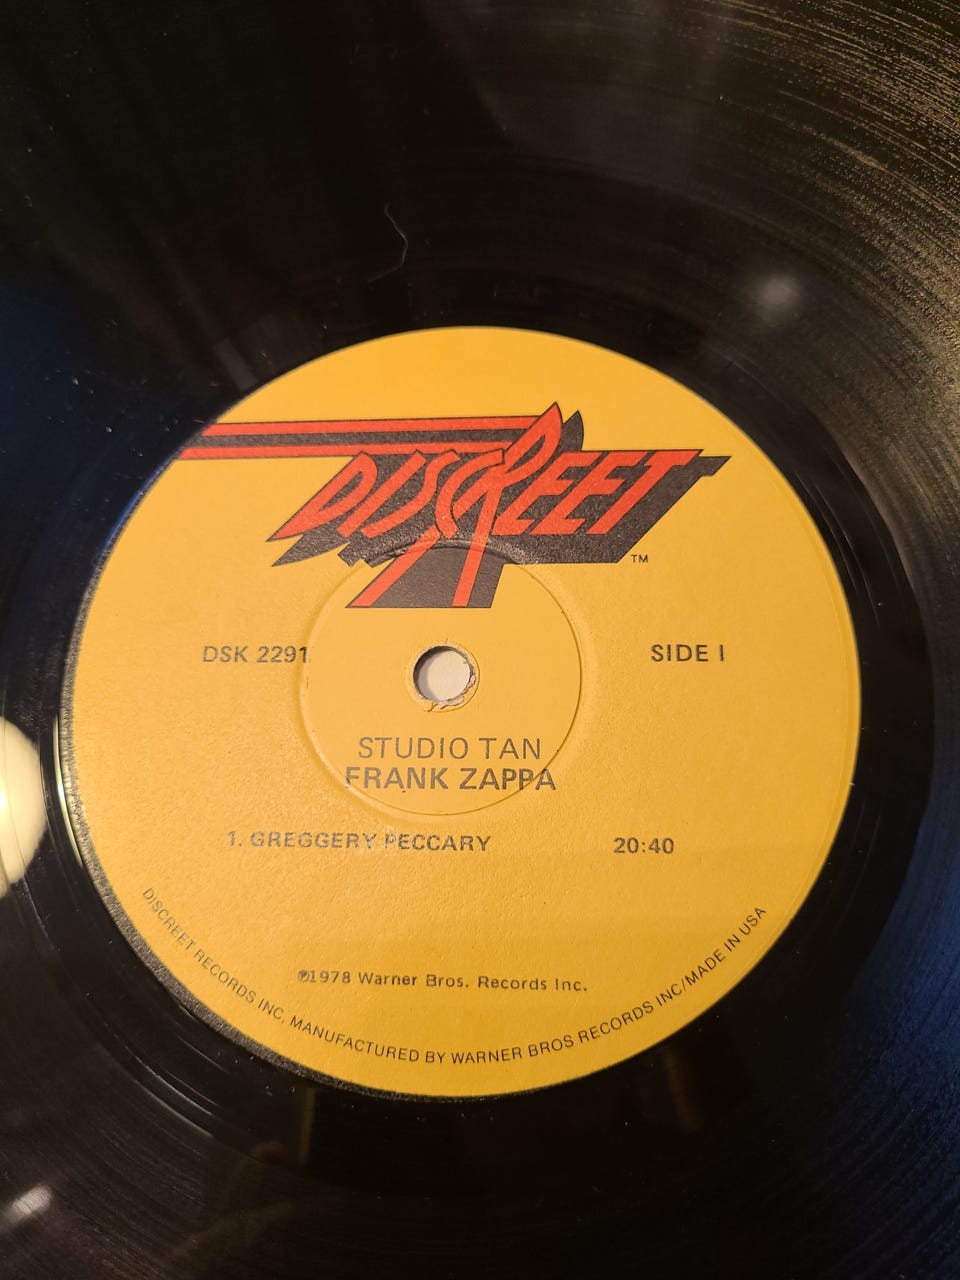 DISCREET
TM
DSK 2291 SIDE I
STUDIO TAN
FRANK ZAPPA
1. GREGGERY PECCARY 20:40
℗1978 Warner Bros. Records Inc.
DISCREET RECORDS INC. MANUFACTURED BY WARNER BROS RECORDS INC/MADE IN USA